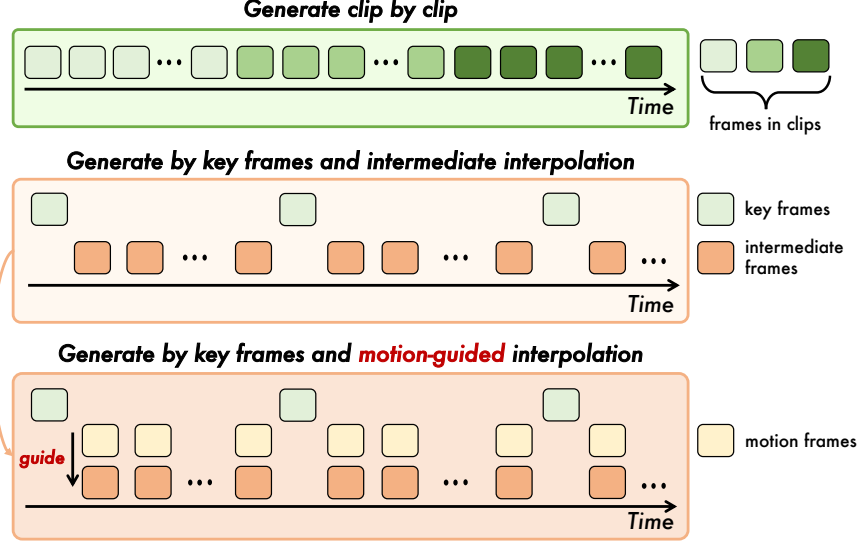 Generate clip by clip
Time
frames in clips
Generate by key frames and intermediate interpolation
key frames
intermediate
frames
Time
Generate by key frames and motion-guided interpolation
guide
motion frames
Time